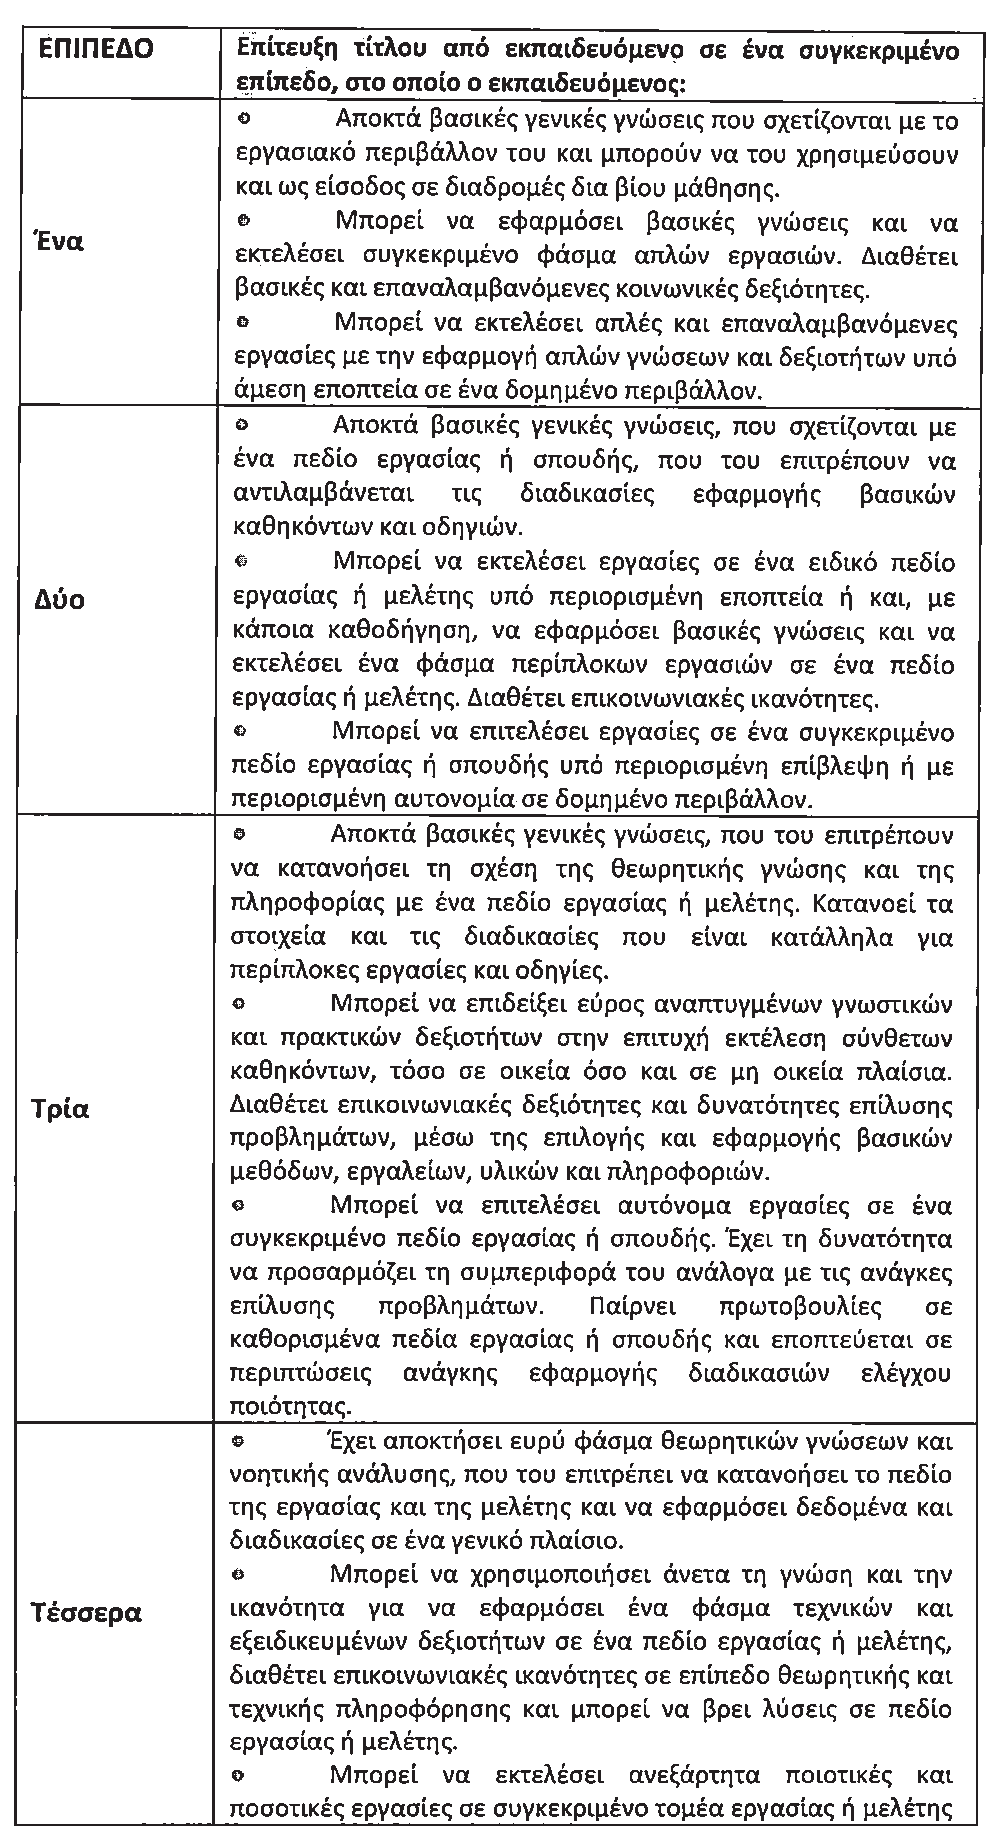 ΕΠΙΠΕΔΟ
Επίτευξη τίτλου από εκπαιδευόμενο σε ένα συγκεκριμένο
επίπεδο, στο οποίο ο εκπαιδευόμενος:
Ένα
• Αποκτά βασικές γενικές γνώσεις που σχετίζονται με το
εργασιακό περιβάλλον του και μπορούν να του χρησιμεύσουν
και ως είσοδος σε διαδρομές δια βίου μάθησης.
• Μπορεί να εφαρμόσει βασικές γνώσεις και να
εκτελέσει συγκεκριμένο φάσμα απλών εργασιών. Διαθέτει
βασικές και επαναλαμβανόμενες κοινωνικές δεξιότητες.
• Μπορεί να εκτελέσει απλές και επαναλαμβανόμενες
εργασίες με την εφαρμογή απλών γνώσεων και δεξιοτήτων υπό
άμεση εποπτεία σε ένα δομημένο περιβάλλον.
Δύο
• Αποκτά βασικές γενικές γνώσεις, που σχετίζονται με
ένα πεδίο εργασίας ή σπουδής, που του επιτρέπουν να
αντιλαμβάνεται τις διαδικασίες εφαρμογής βασικών
καθηκόντων και οδηγιών.
• Μπορεί να εκτελέσει εργασίες σε ένα ειδικό πεδίο
εργασίας ή μελέτης υπό περιορισμένη εποπτεία ή και, με
κάποια καθοδήγηση, να εφαρμόσει βασικές γνώσεις και να
εκτελέσει ένα φάσμα περίπλοκων εργασιών σε ένα πεδίο
εργασίας ή μελέτης. Διαθέτει επικοινωνιακές ικανότητες.
• Μπορεί να επιτελέσει εργασίες σε ένα συγκεκριμένο
πεδίο εργασίας ή σπουδής υπό περιορισμένη επίβλεψη ή με
περιορισμένη αυτονομία σε δομημένο περιβάλλον.
Τρία
• Αποκτά βασικές γενικές γνώσεις, που του επιτρέπουν
να κατανοήσει τη σχέση της θεωρητικής γνώσης και της
πληροφορίας με ένα πεδίο εργασίας ή μελέτης. Κατανοεί τα
στοιχεία και τις διαδικασίες που είναι κατάλληλα για
περίπλοκες εργασίες και οδηγίες.
• Μπορεί να επιδείξει εύρος αναπτυγμένων γνωστικών
και πρακτικών δεξιοτήτων στην επιτυχή εκτέλεση σύνθετων
καθηκόντων, τόσο σε οικεία όσο και σε μη οικεία πλαίσια.
Διαθέτει επικοινωνιακές δεξιότητες και δυνατότητες επίλυσης
προβλημάτων, μέσω της επιλογής και εφαρμογής βασικών
μεθόδων, εργαλείων, υλικών και πληροφοριών.
• Μπορεί να επιτελέσει αυτόνομα εργασίες σε ένα
συγκεκριμένο πεδίο εργασίας ή σπουδής. Έχει τη δυνατότητα
να προσαρμόζει τη συμπεριφορά του ανάλογα με τις ανάγκες
επίλυσης προβλημάτων. Παίρνει πρωτοβουλίες σε
καθορισμένα πεδία εργασίας ή σπουδής και εποπτεύεται σε
περιπτώσεις ανάγκης εφαρμογής διαδικασιών ελέγχου
ποιότητας.
Τέσσερα
• Έχει αποκτήσει ευρύ φάσμα θεωρητικών γνώσεων και
νοητικής ανάλυσης, που του επιτρέπει να κατανοήσει το πεδίο
της εργασίας και της μελέτης και να εφαρμόσει δεδομένα και
διαδικασίες σε ένα γενικό πλαίσιο.
• Μπορεί να χρησιμοποιήσει άνετα τη γνώση και την
ικανότητα για να εφαρμόσει ένα φάσμα τεχνικών και
εξειδικευμένων δεξιοτήτων σε ένα πεδίο εργασίας ή μελέτης,
διαθέτει επικοινωνιακές ικανότητες σε επίπεδο θεωρητικής και
τεχνικής πληροφόρησης και μπορεί να βρει λύσεις σε πεδίο
εργασίας ή μελέτης.
• Μπορεί να εκτελέσει ανεξάρτητα ποιοτικές και
ποσοτικές εργασίες σε συγκεκριμένο τομέα εργασίας ή μελέτης